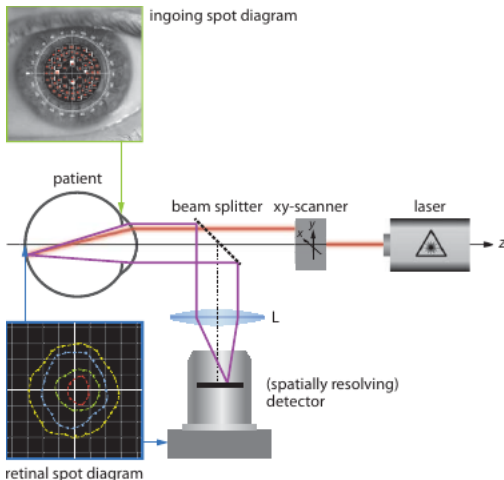 ingoing spot diagram
patient
beam splitter
xy-scanner
laser
y
x
z
L
(spatially resolving)
detector
retinal spot diagram